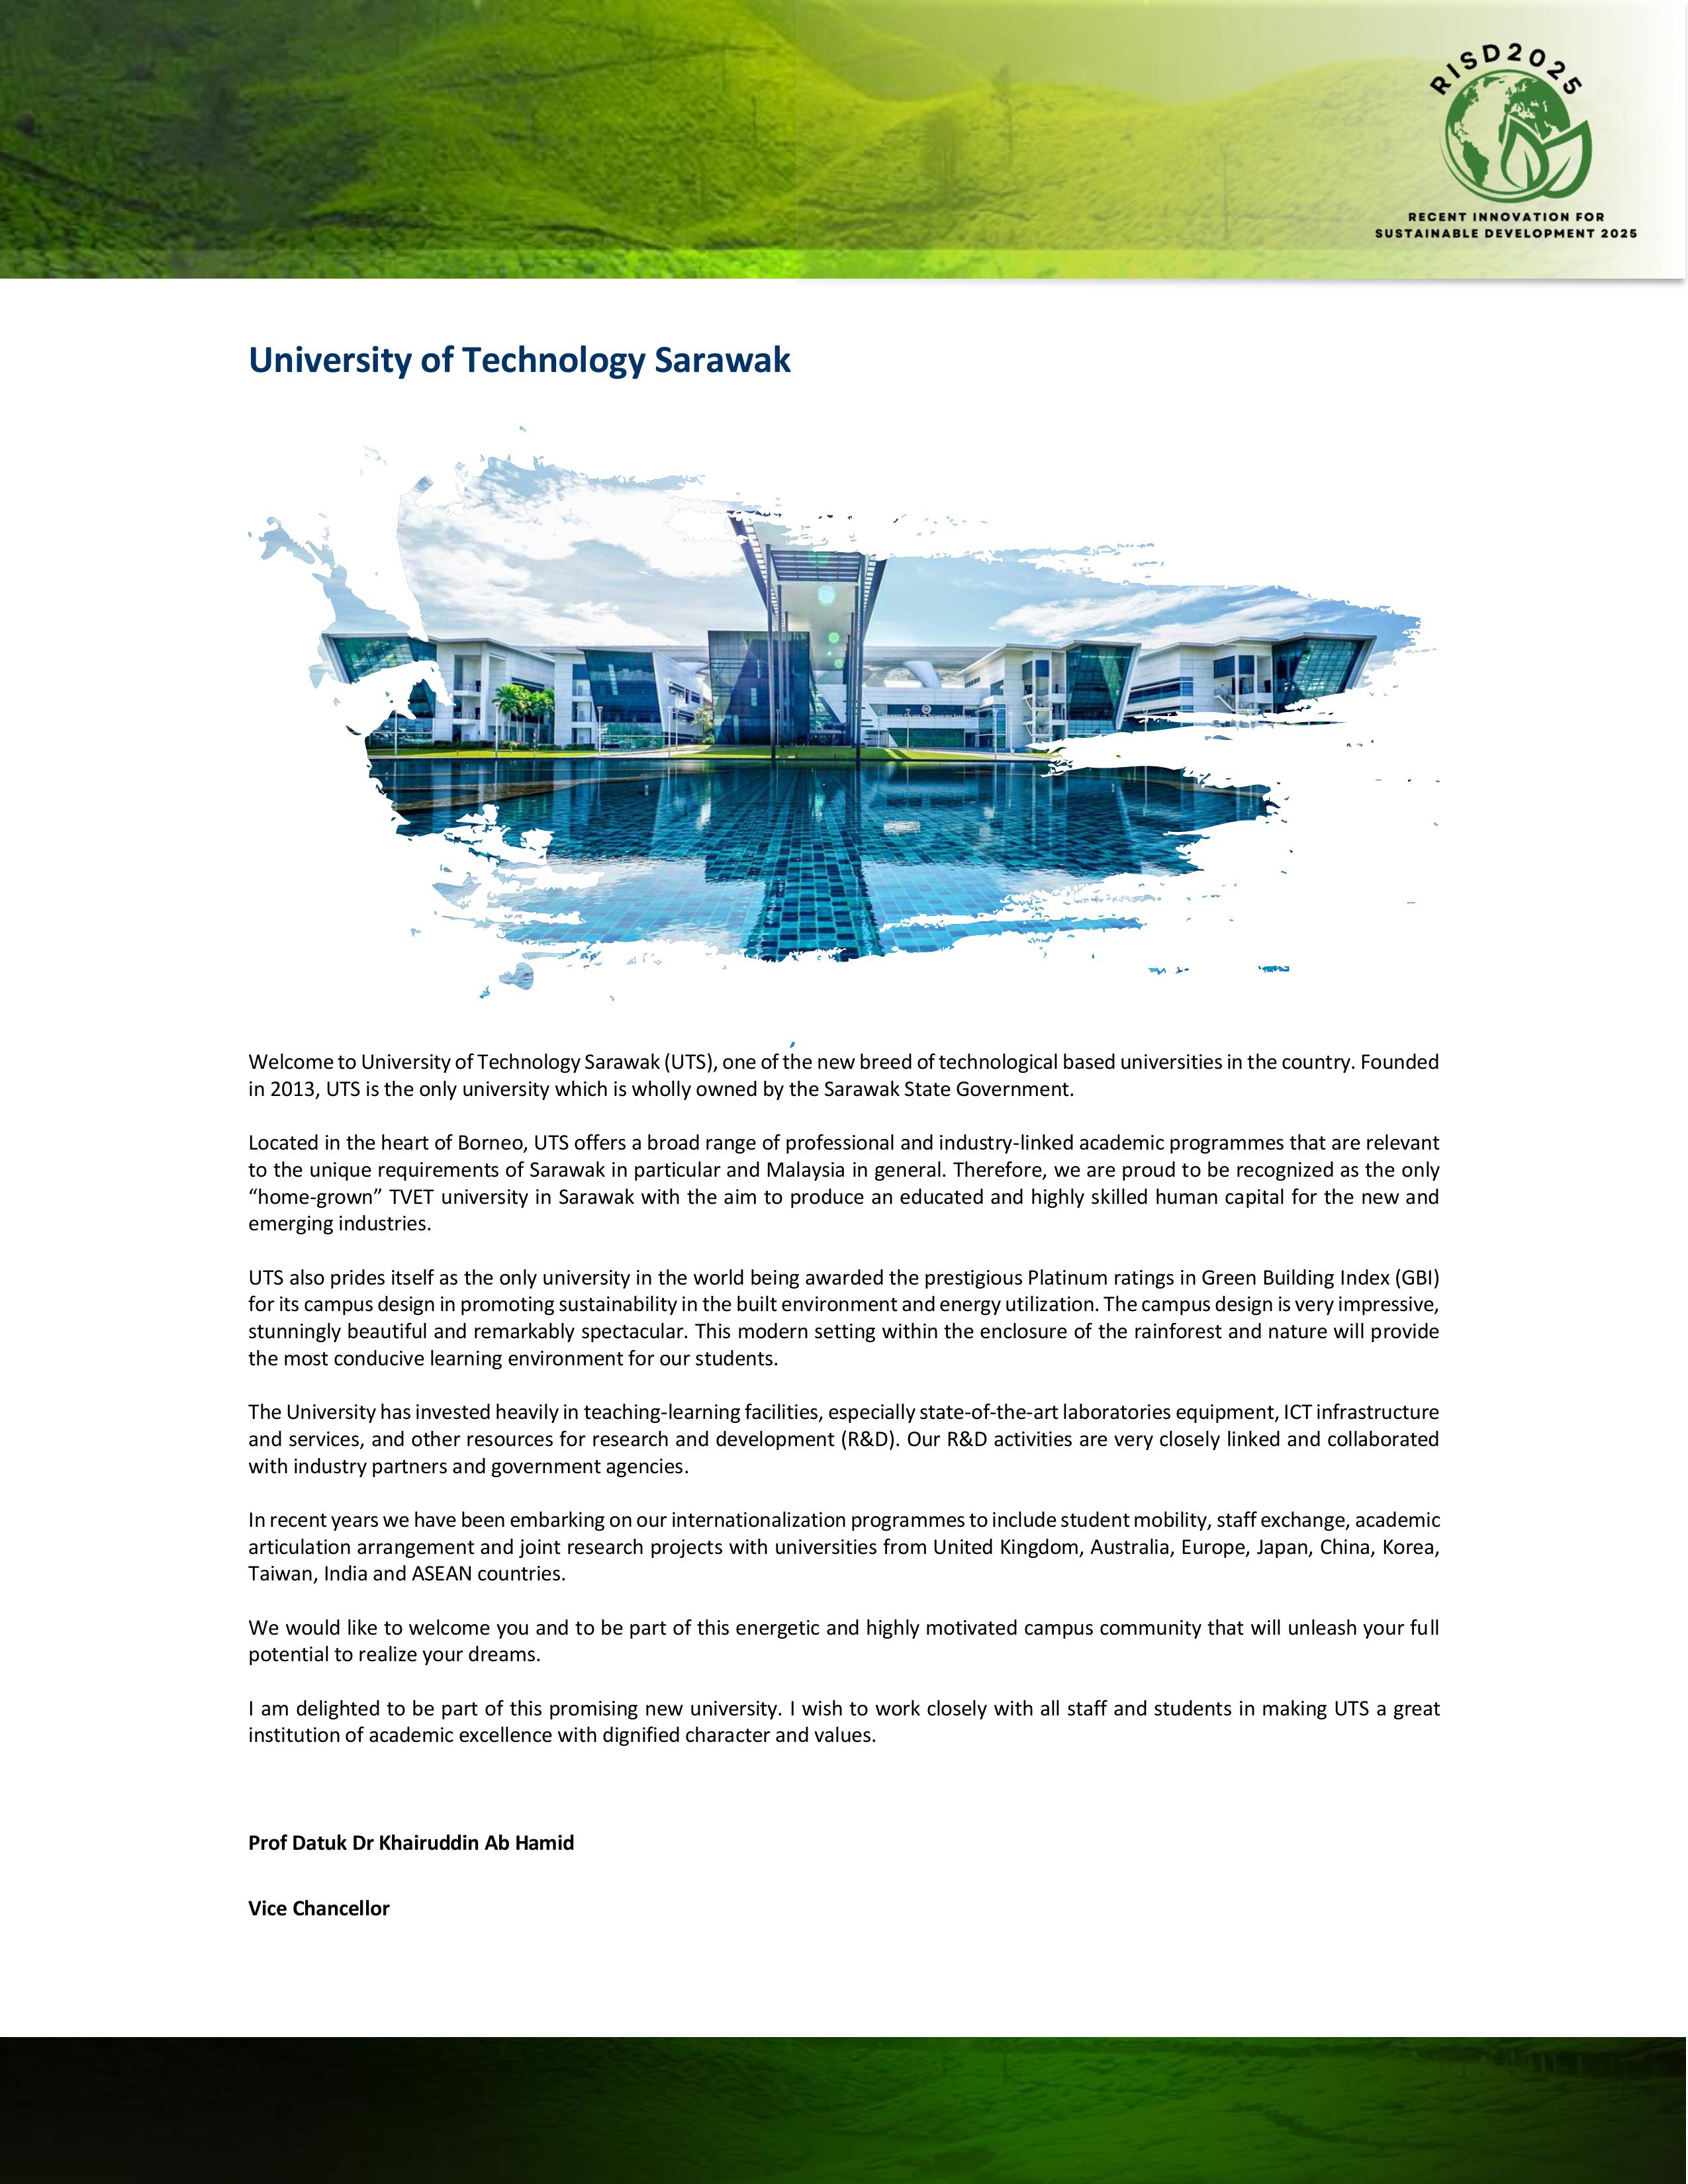 RISD2025
RECENT INNOVATION FOR
SUSTAINABLE DEVELOPMENT 2025
University of Technology Sarawak
Welcome to University of Technology Sarawak (UTS), one of the new breed of technological based universities in the country. Founded
in 2013, UTS is the only university which is wholly owned by the Sarawak State Government.
Located in the heart of Borneo, UTS offers a broad range of professional and industry-linked academic programmes that are relevant
to the unique requirements of Sarawak in particular and Malaysia in general. Therefore, we are proud to be recognized as the only
“home-grown” TVET university in Sarawak with the aim to produce an educated and highly skilled human capital for the new and
emerging industries.
UTS also prides itself as the only university in the world being awarded the prestigious Platinum ratings in Green Building Index (GBI)
for its campus design in promoting sustainability in the built environment and energy utilization. The campus design is very impressive,
stunningly beautiful and remarkably spectacular. This modern setting within the enclosure of the rainforest and nature will provide
the most conducive learning environment for our students.
The University has invested heavily in teaching-learning facilities, especially state-of-the-art laboratories equipment, ICT infrastructure
and services, and other resources for research and development (R&D). Our R&D activities are very closely linked and collaborated
with industry partners and government agencies.
In recent years we have been embarking on our internationalization programmes to include student mobility, staff exchange, academic
articulation arrangement and joint research projects with universities from United Kingdom, Australia, Europe, Japan, China, Korea,
Taiwan, India and ASEAN countries.
We would like to welcome you and to be part of this energetic and highly motivated campus community that will unleash your full
potential to realize your dreams.
I am delighted to be part of this promising new university. I wish to work closely with all staff and students in making UTS a great
institution of academic excellence with dignified character and values.
Prof Datuk Dr Khairuddin Ab Hamid
Vice Chancellor